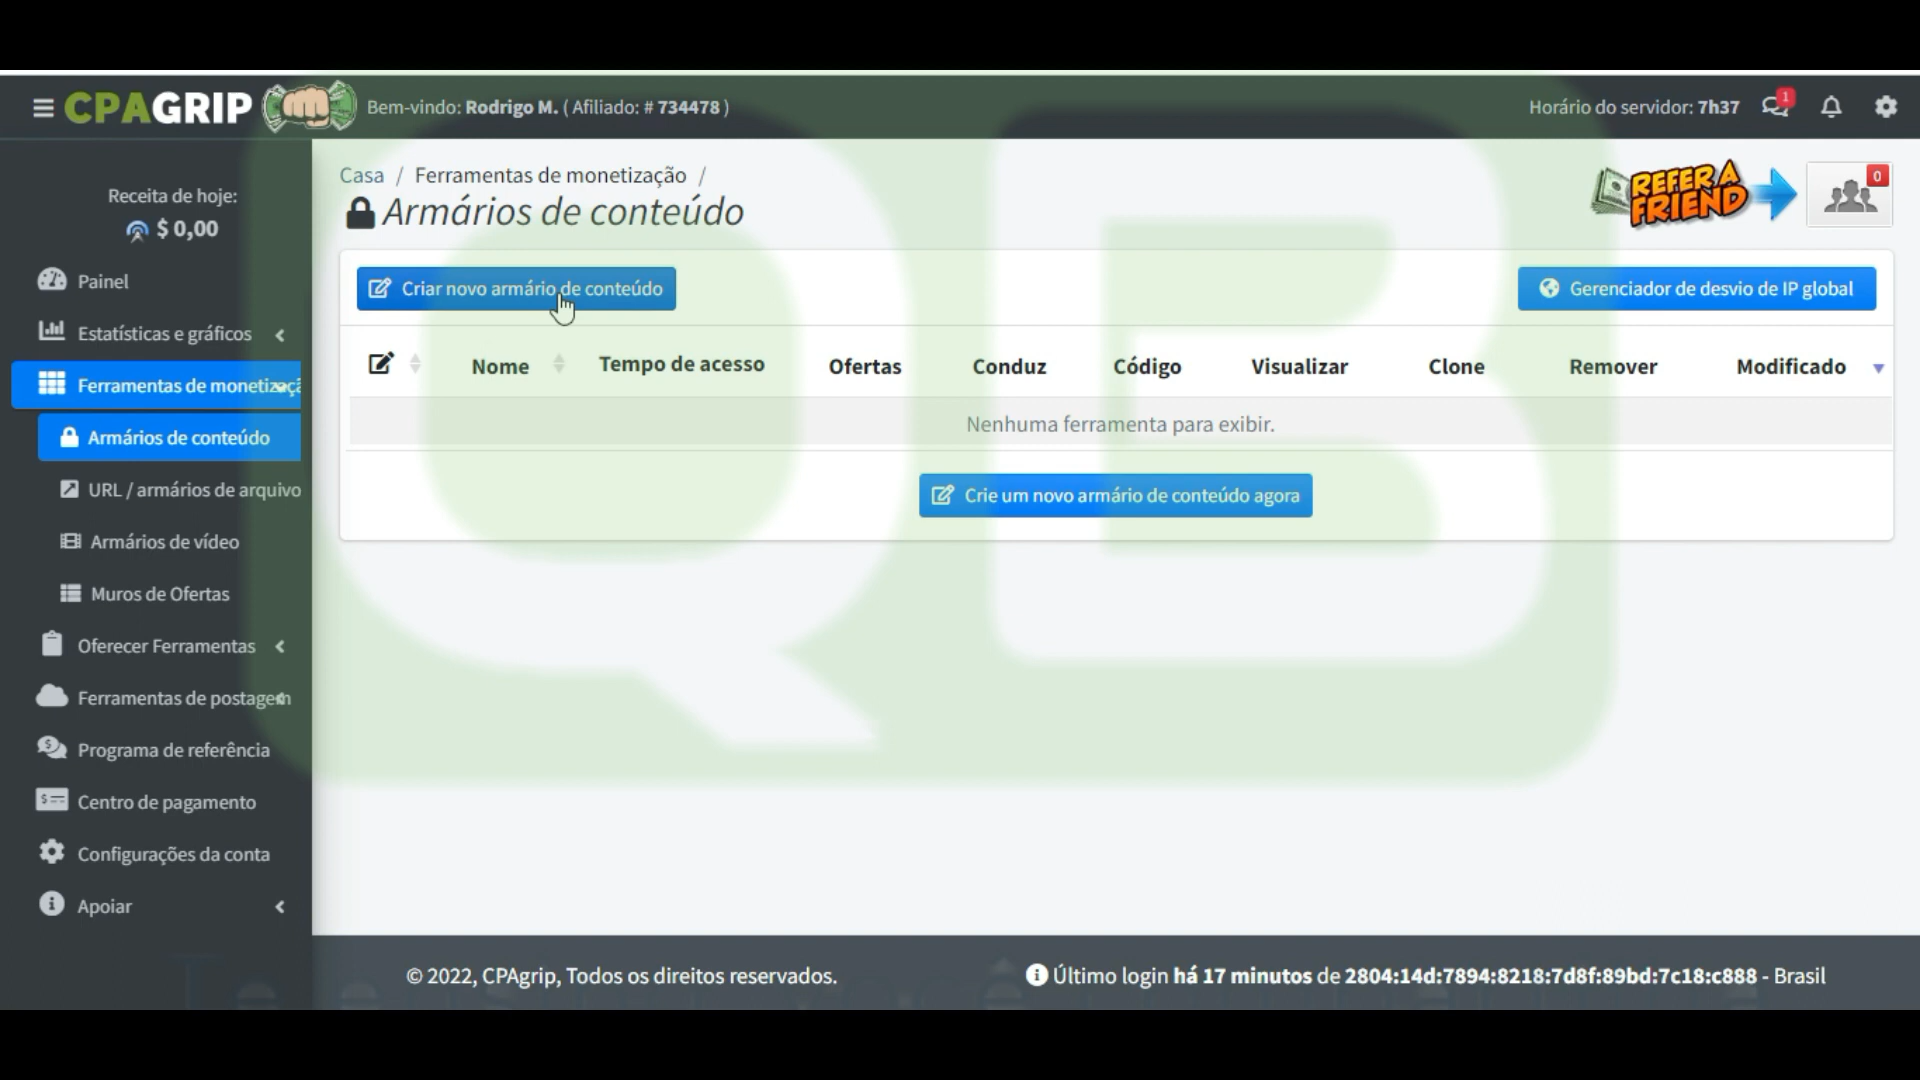 CPAGRIP
Bem-vindo: Rodrigo M. ( Afiliado: # 734478 )
Horário do servidor: 7h37
1
Receita de hoje:
$ 0,00
Painel
Estatísticas e gráficos
Ferramentas de monetizaçã
Armários de conteúdo
URL / armários de arquivo
Armários de vídeo
Muros de Ofertas
Oferecer Ferramentas
Ferramentas de postagem
Programa de referência
Centro de pagamento
Configurações da conta
Apoiar
Casa / Ferramentas de monetização /
Armários de conteúdo
REFER A
FRIEND
0
Criar novo armário de conteúdo
Gerenciador de desvio de IP global
Nome Tempo de acesso Ofertas Conduz Código Visualizar Clone Remover Modificado
Nenhuma ferramenta para exibir.
Crie um novo armário de conteúdo agora
© 2022, CPAgrip, Todos os direitos reservados.
Último login há 17 minutos de 2804:14d:7894:8218:7d8f:89bd:7c18:c888 - Brasil